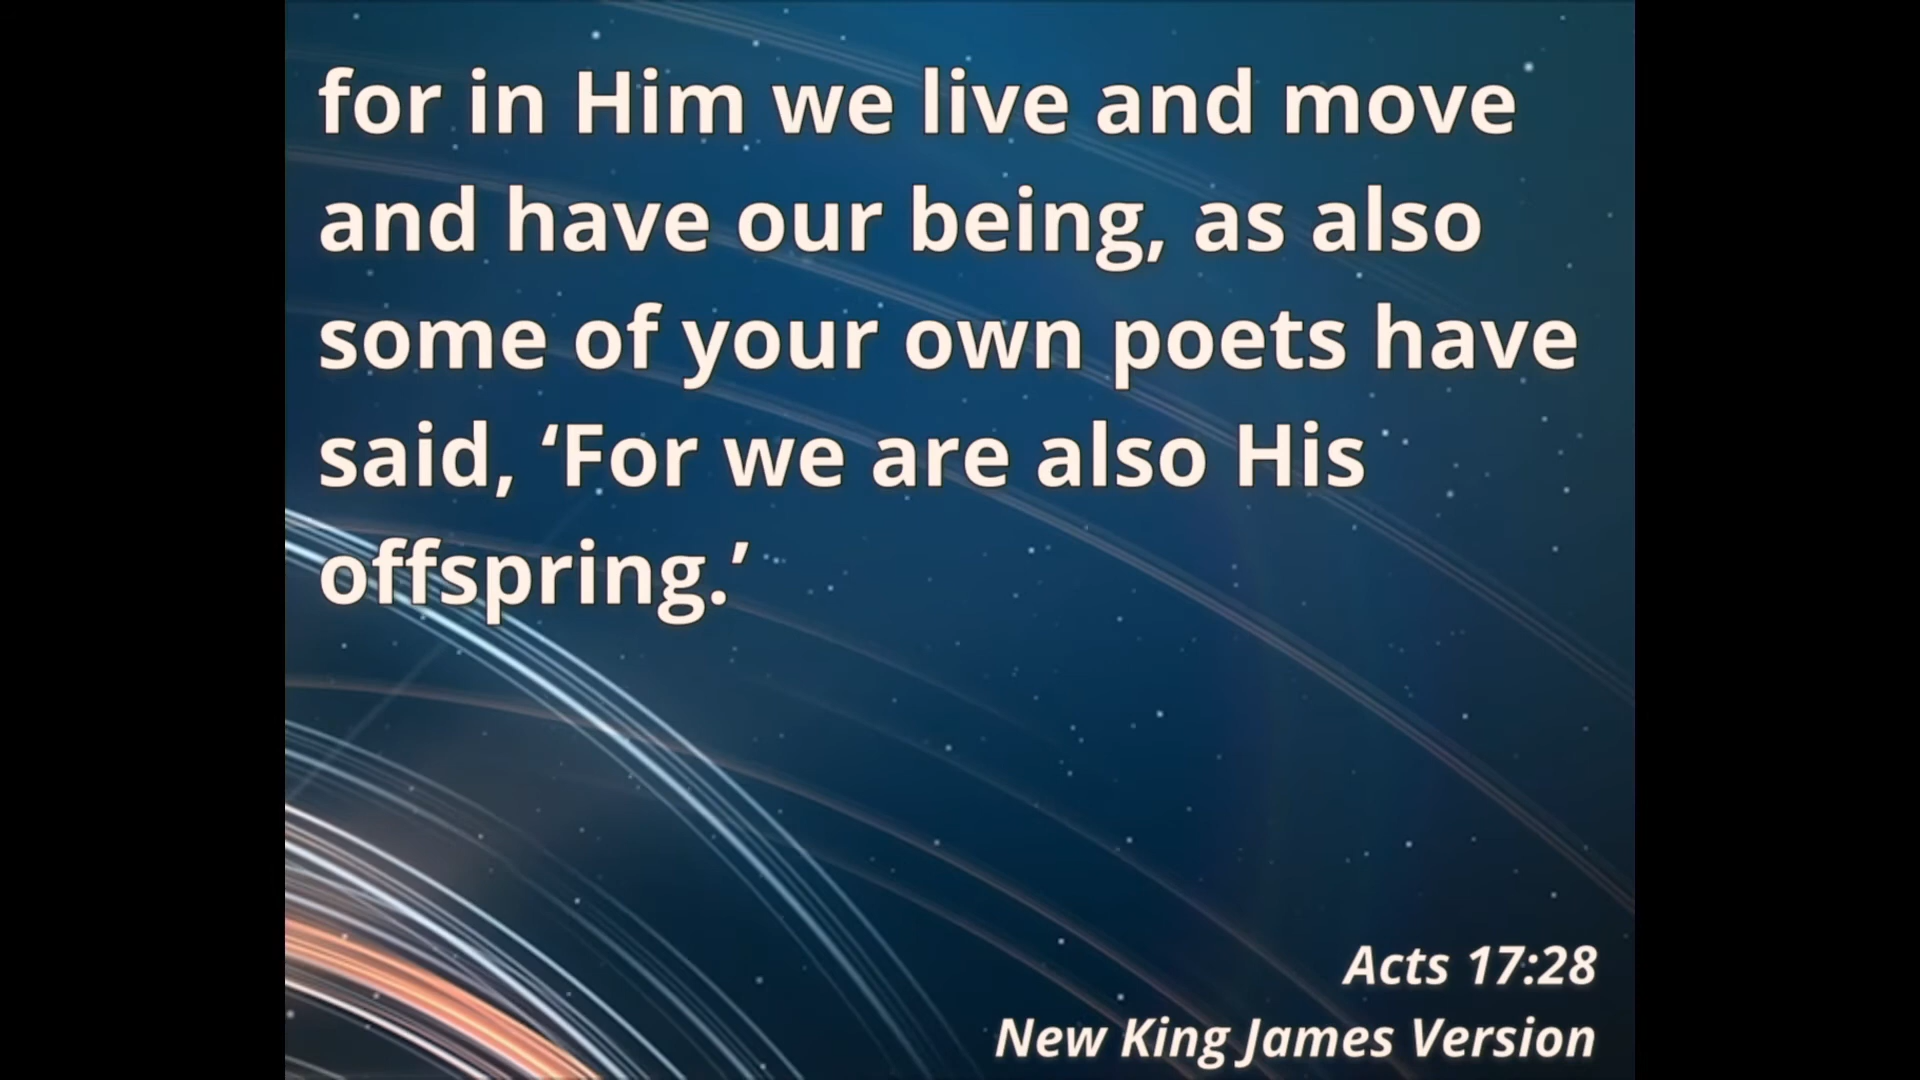 for in Him we live and move
and have our being, as also
some of your own poets have
said, ‘For we are also His
offspring.’
Acts 17:28
New King James Version